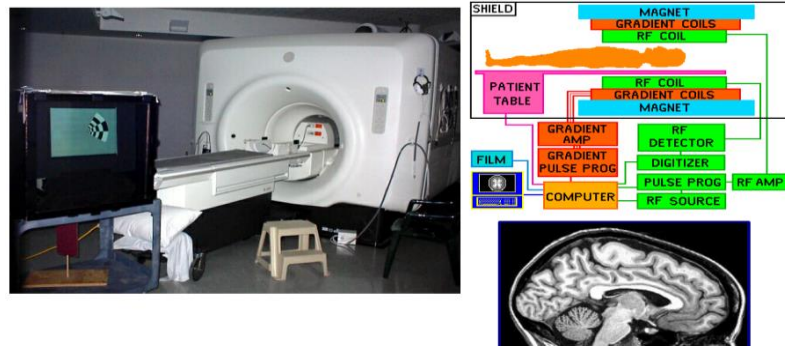 SHIELD
MAGNET
GRADIENT COILS
RF COIL
PATIENT
TABLE
RF COIL
GRADIENT COILS
MAGNET
GRADIENT
AMP
RF
DETECTOR
FILM
GRADIENT
PULSE PROG
DIGITIZER
PULSE PROG
RF AMP
COMPUTER
RF SOURCE